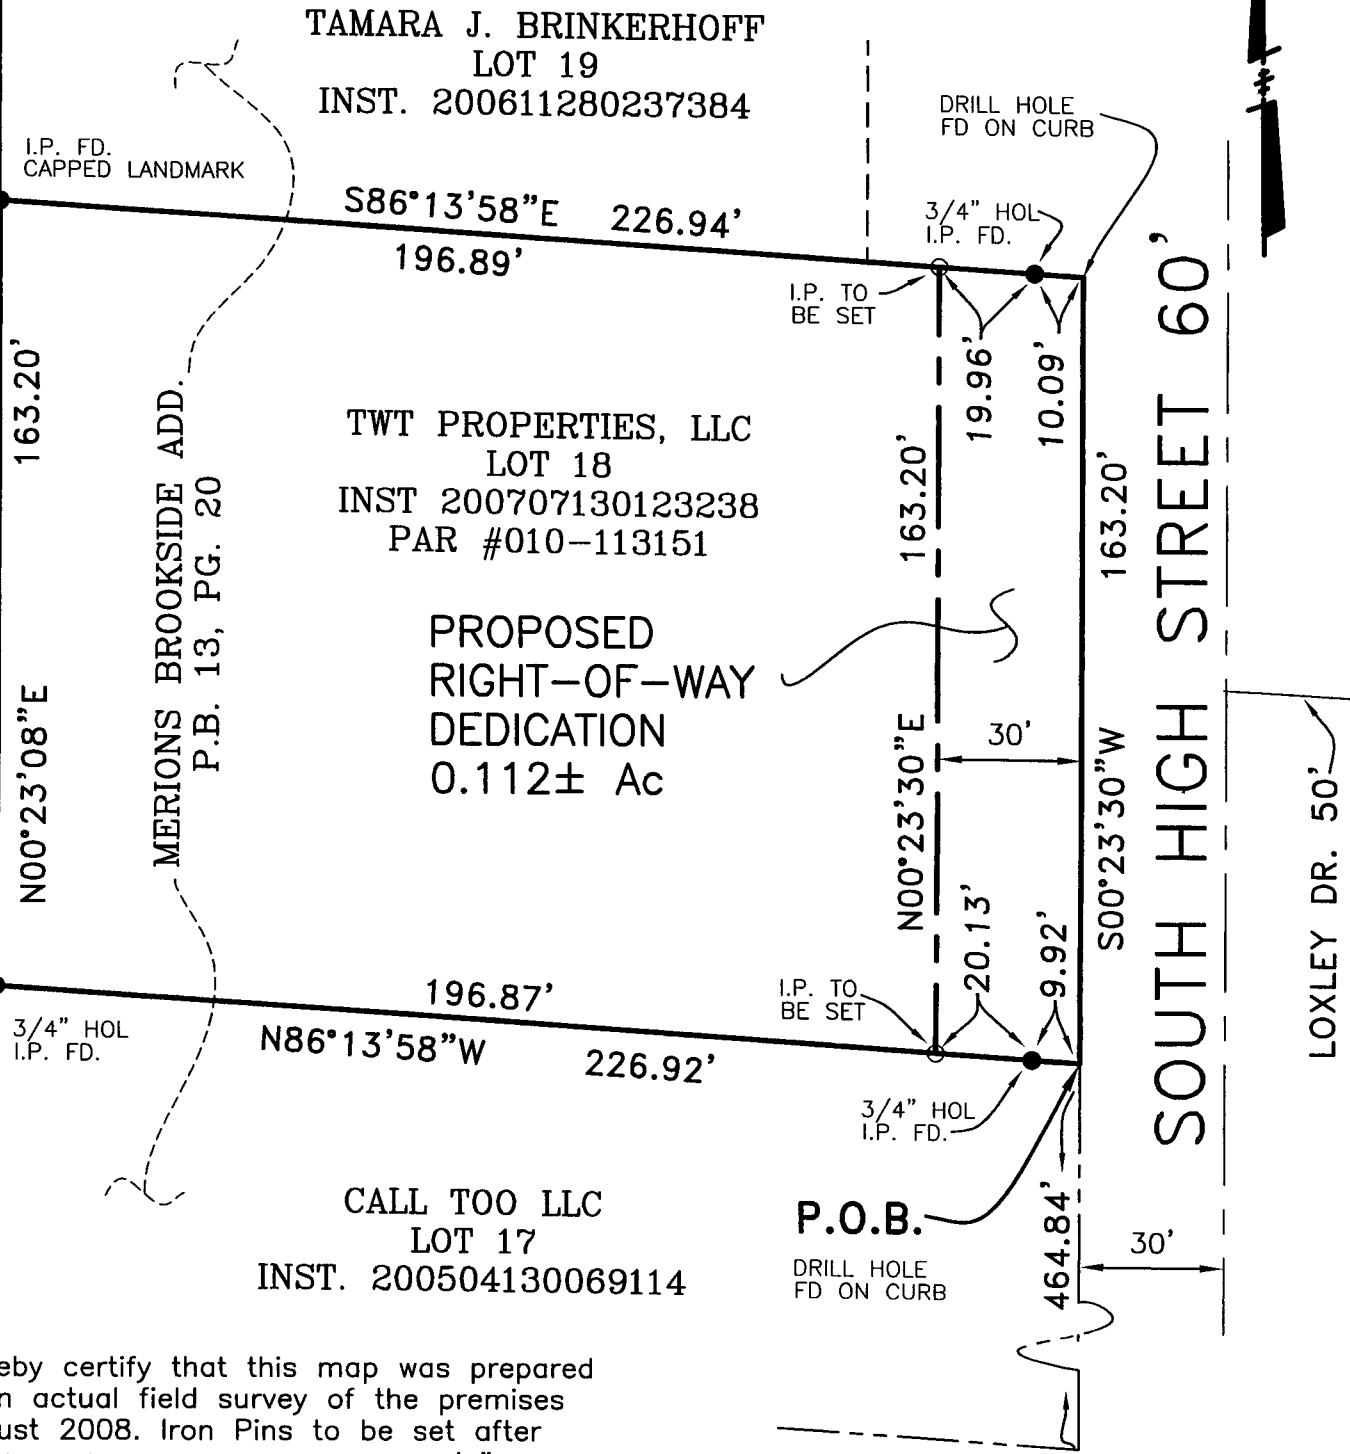 TAMARA J. BRINKERHOFF
LOT 19
INST. 200611280237384
DRILL HOLE
FD ON CURB
I.P. FD.
CAPPED LANDMARK
S86°13'58"E 226.94'
196.89'
3/4" HOL
I.P. FD.
I.P. TO
BE SET
19.96'
10.09'
163.20'
TWT PROPERTIES, LLC
LOT 18
INST 200707130123238
PAR #010-113151
163.20'
163.20'
SOUTH HIGH STREET 60'
MERIONS BROOKSIDE ADD.
P.B. 13, PG. 20
PROPOSED
RIGHT-OF-WAY
DEDICATION
0.112± Ac
30'
N00°23'08"E
N00°23'30"E
S00°23'30"W
LOXLEY DR. 50'
20.13'
9.92'
196.87'
I.P. TO
BE SET
3/4" HOL
I.P. FD.
N86°13'58"W
226.92'
3/4" HOL
I.P. FD.
CALL TOO LLC
LOT 17
INST. 200504130069114
P.O.B.
DRILL HOLE
FD ON CURB
464.84'
30'
eby certify that this map was prepared
n actual field survey of the premises
ust 2008. Iron Pins to be set after